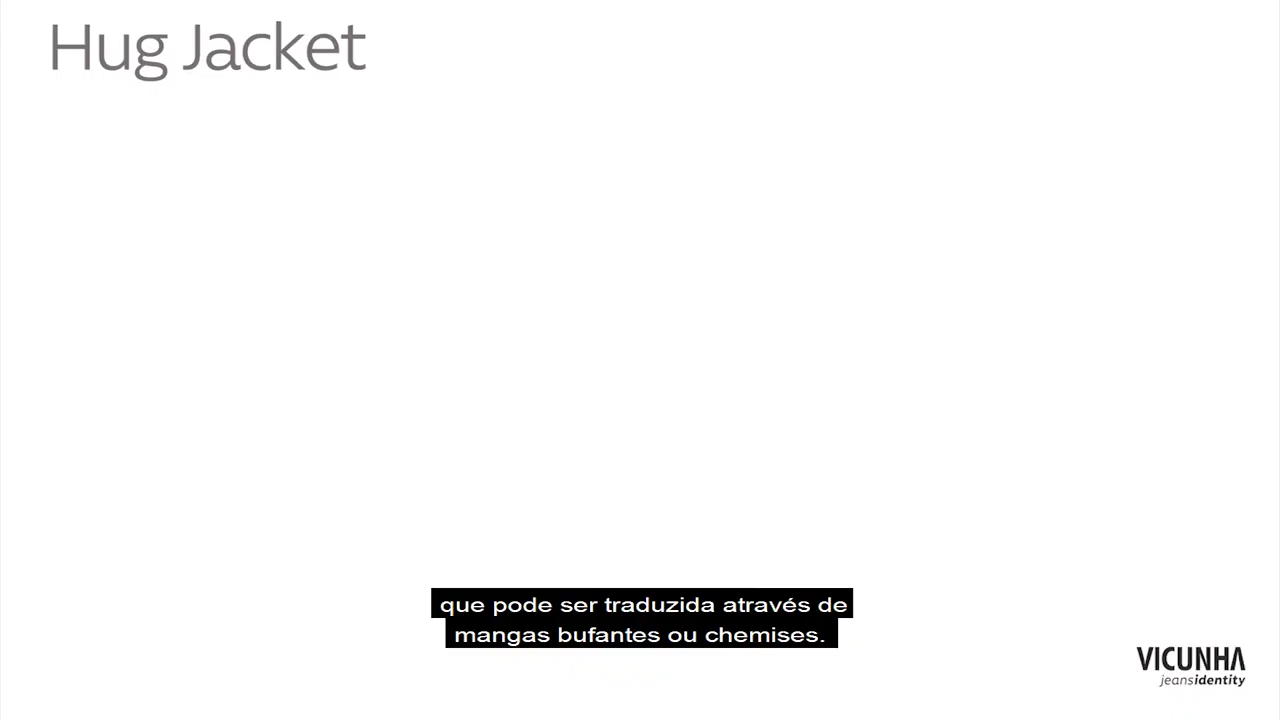 Hug Jacket
que pode ser traduzida através de
mangas bufantes ou chemises.
VICUNHA
jeansidentity